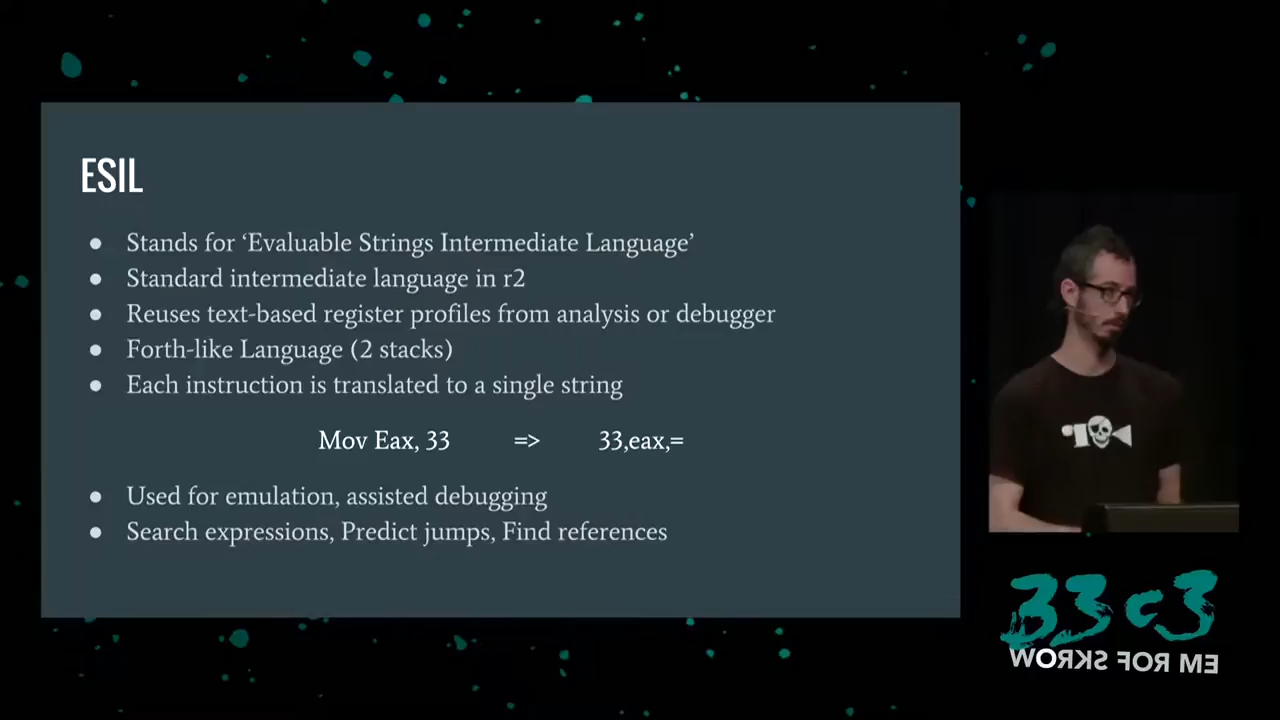 ESIL
● Stands for ‘Evaluable Strings Intermediate Language’
● Standard intermediate language in r2
● Reuses text-based register profiles from analysis or debugger
● Forth-like Language (2 stacks)
● Each instruction is translated to a single string
Mov Eax, 33 => 33,eax,=
● Used for emulation, assisted debugging
● Search expressions, Predict jumps, Find references
33c3
WORKS FOR ME